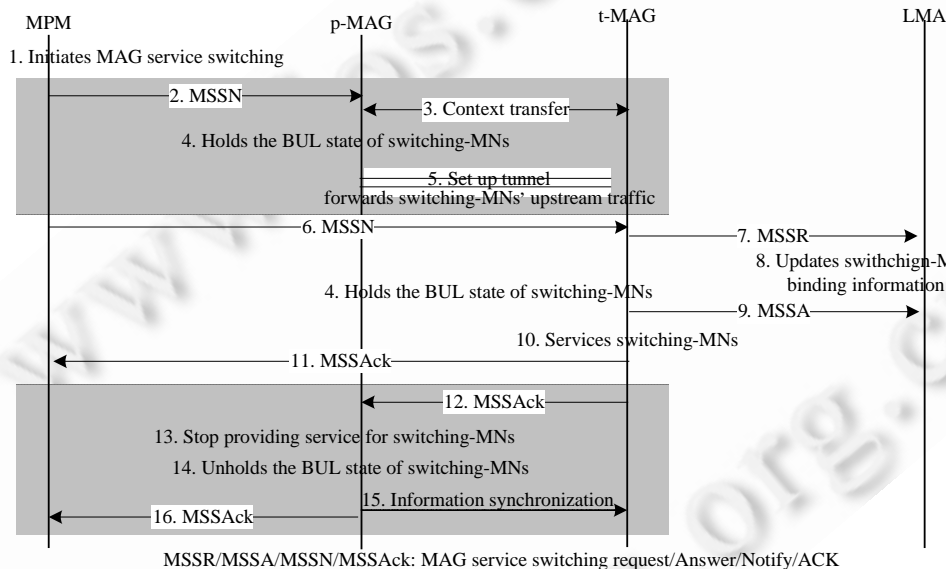 MPM p-MAG t-MAG LMA
1. Initiates MAG service switching
2. MSSN
3. Context transfer
4. Holds the BUL state of switching-MNs
5. Set up tunnel
forwards switching-MNs' upstream traffic
6. MSSN
7. MSSR
8. Updates swithchign-M
binding information
4. Holds the BUL state of switching-MNs
9. MSSA
10. Services switching-MNs
11. MSSAck
12. MSSAck
13. Stop providing service for switching-MNs
14. Unholds the BUL state of switching-MNs
15. Information synchronization
16. MSSAck
MSSR/MSSA/MSSN/MSSAck: MAG service switching request/Answer/Notify/ACK